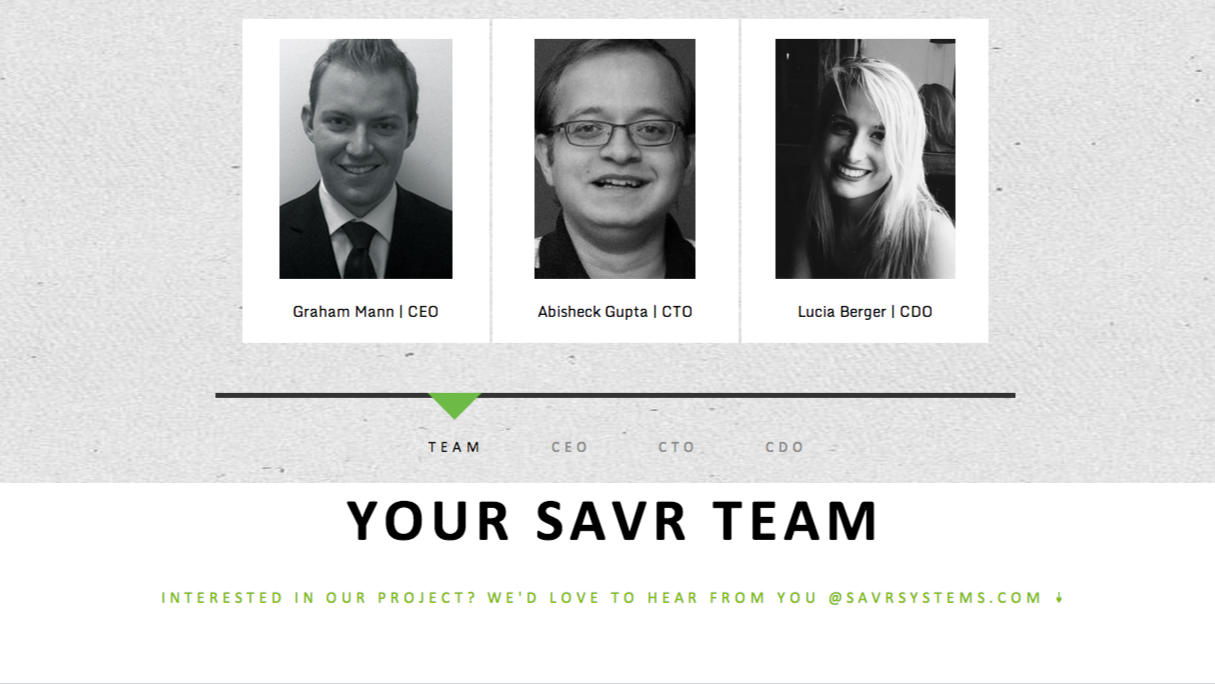 Graham Mann | CEO
Abisheck Gupta | CTO
Lucia Berger | CDO
TEAM CEO CTO CDO
YOUR SAVR TEAM
INTERESTED IN OUR PROJECT? WE'D LOVE TO HEAR FROM YOU @SAVRSYSTEMS.COM